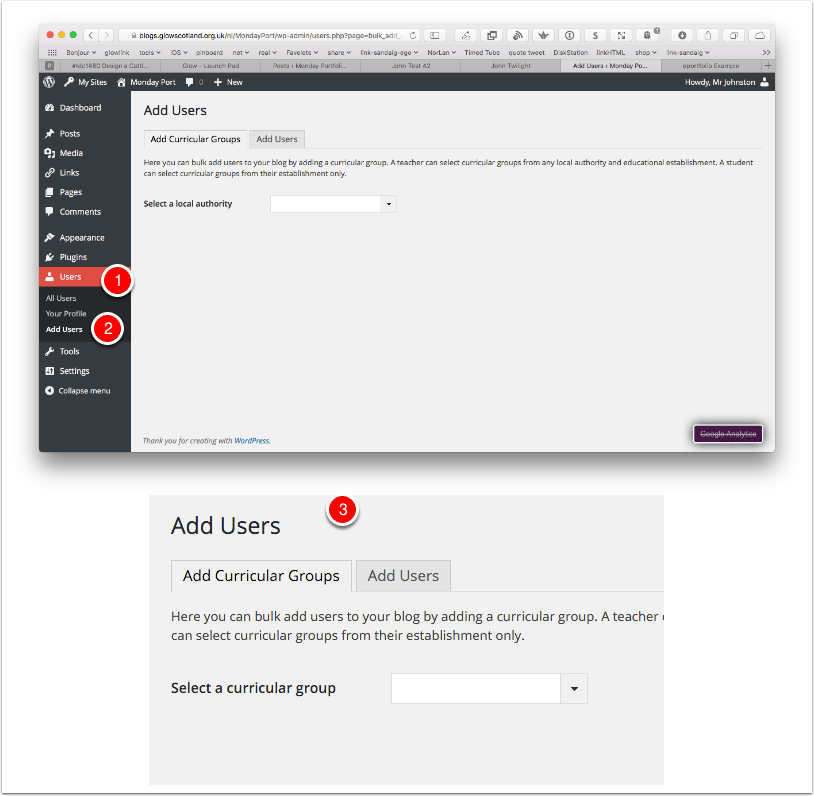 blogs.glowscotland.org.uk/nl/MondayPort/wp-admin/users.php?page=bulk_add_
Bonjour glowlink tools iOS pinboard net real Favelets share link-sandaig-ego NorLan Timed Tube quote tweet DiskStation linkHTML shop link-sandaig
#tdc1480 Design a Cattl... Glow - Launch Pad Posts ‹ Monday Portfoli... John Test 42 John Twilight Add Users ‹ Monday Po... eportfolio Example
My Sites Monday Port 0 New Howdy, Mr Johnston
Dashboard
Posts
Media
Links
Pages
Comments
Appearance
Plugins
Users
1
All Users
Your Profile
Add Users
2
Tools
Settings
Collapse menu
Add Users
Add Curricular Groups Add Users
Here you can bulk add users to your blog by adding a curricular group. A teacher can select curricular groups from any local authority and educational establishment. A student
can select curricular groups from their establishment only.
Select a local authority
Thank you for creating with WordPress.
Google Analytics
3
Add Users
Add Curricular Groups Add Users
Here you can bulk add users to your blog by adding a curricular group. A teacher
can select curricular groups from their establishment only.
Select a curricular group